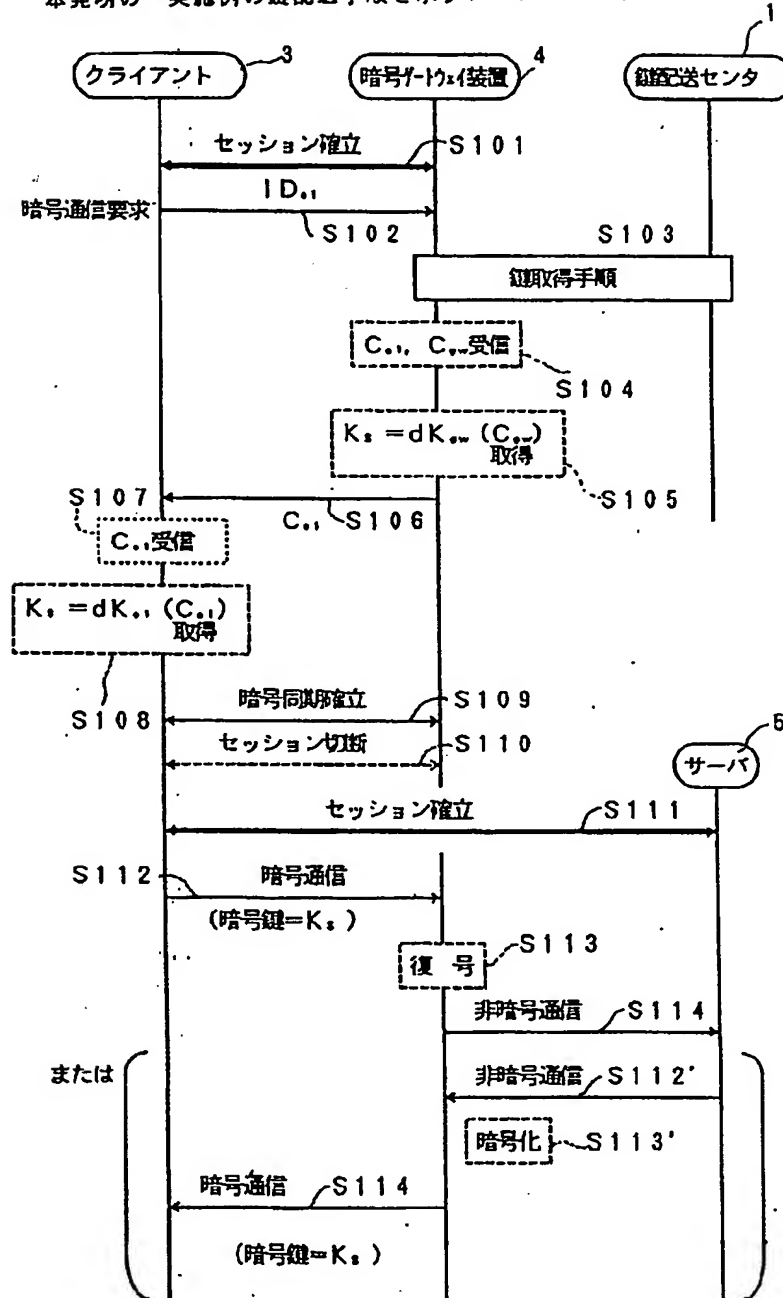 1
3
4
クライアント
暗号ゲートウェイ装置
鍵配送センタ
セッション確立
S101
ID
暗号通信要求
S102
S103
鍵取得手順
受信
S104
取得
S105
S107
S106
受信
取得
S108
暗号同期確立
S109
セッション切断
S110
5
サーバ
セッション確立
S111
S112
暗号通信
(暗号鍵=Ks)
復 号
S113
非暗号通信
S114
または
非暗号通信
S112'
暗号化
S113'
暗号通信
S114
(暗号鍵=Ks)